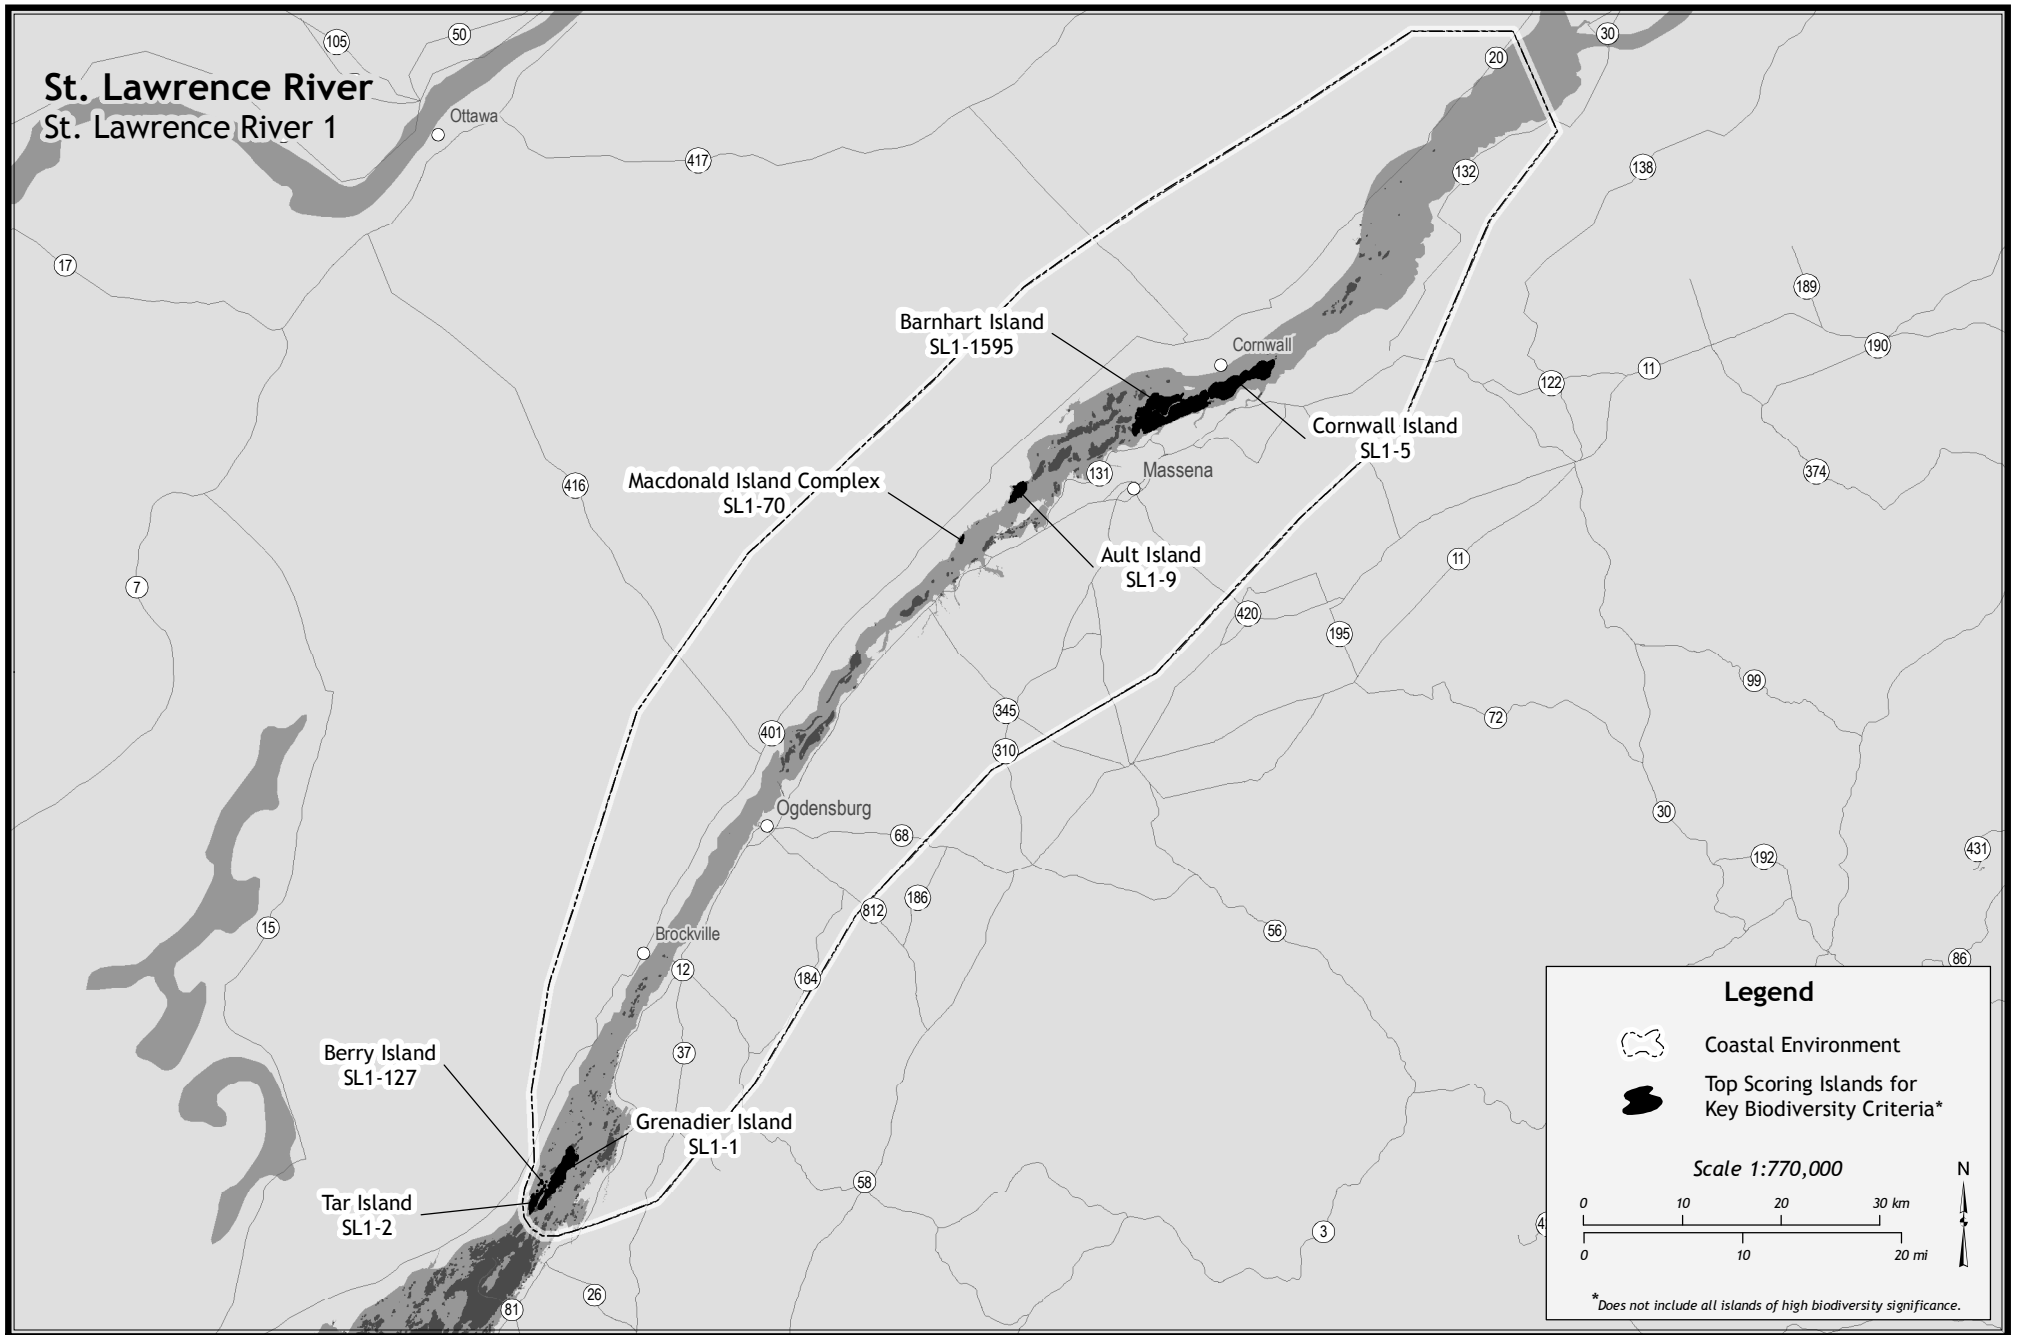 St. Lawrence River
St. Lawrence River 1
105
50
30
20
Ottawa
417
132
138
17
189
Barnhart Island
SL1-1595
Cornwall
190
11
122
Cornwall Island
SL1-5
131
Massena
374
Macdonald Island Complex
SL1-70
416
Ault Island
SL1-9
11
7
420
195
99
345
72
401
310
Ogdensburg
30
68
192
431
186
812
15
56
Brockville
86
12
184
Berry Island
SL1-127
37
Grenadier Island
SL1-1
58
Tar Island
SL1-2
3
26
81
Legend
Coastal Environment
Top Scoring Islands for
Key Biodiversity Criteria*
Scale 1:770,000
N
0 10 20 30 km
0 10 20 mi
*Does not include all islands of high biodiversity significance.